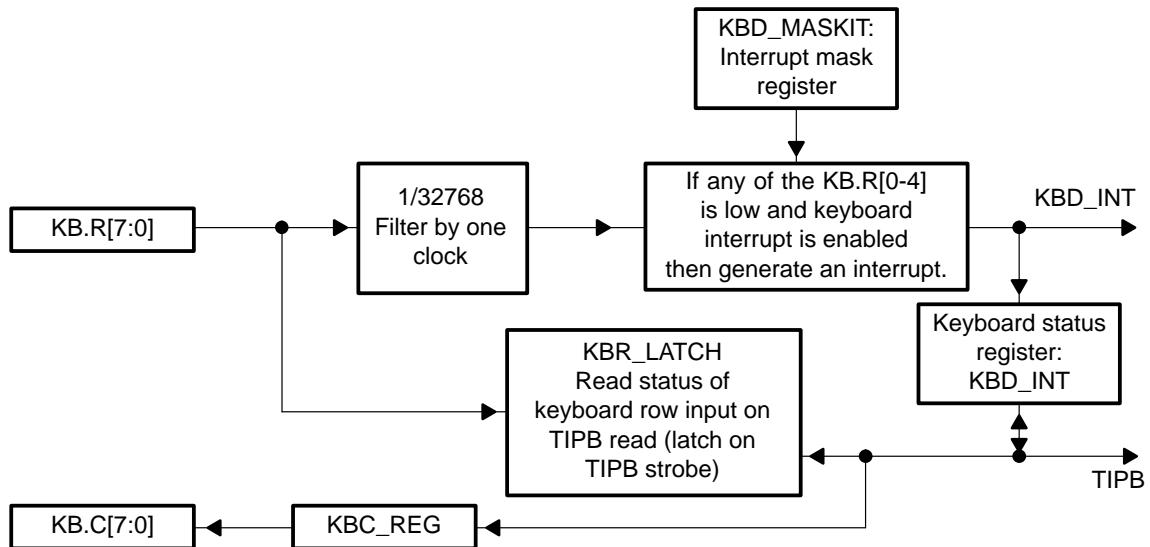 KBD_MASKIT:
Interrupt mask
register
KB.R[7:0]
1/32768
Filter by one
clock
If any of the KB.R[0-4]
is low and keyboard
interrupt is enabled
then generate an interrupt.
KBD_INT
Keyboard status
register:
KBD_INT
KBR_LATCH
Read status of
keyboard row input on
TIPB read (latch on
TIPB strobe)
TIPB
KB.C[7:0]
KBC_REG